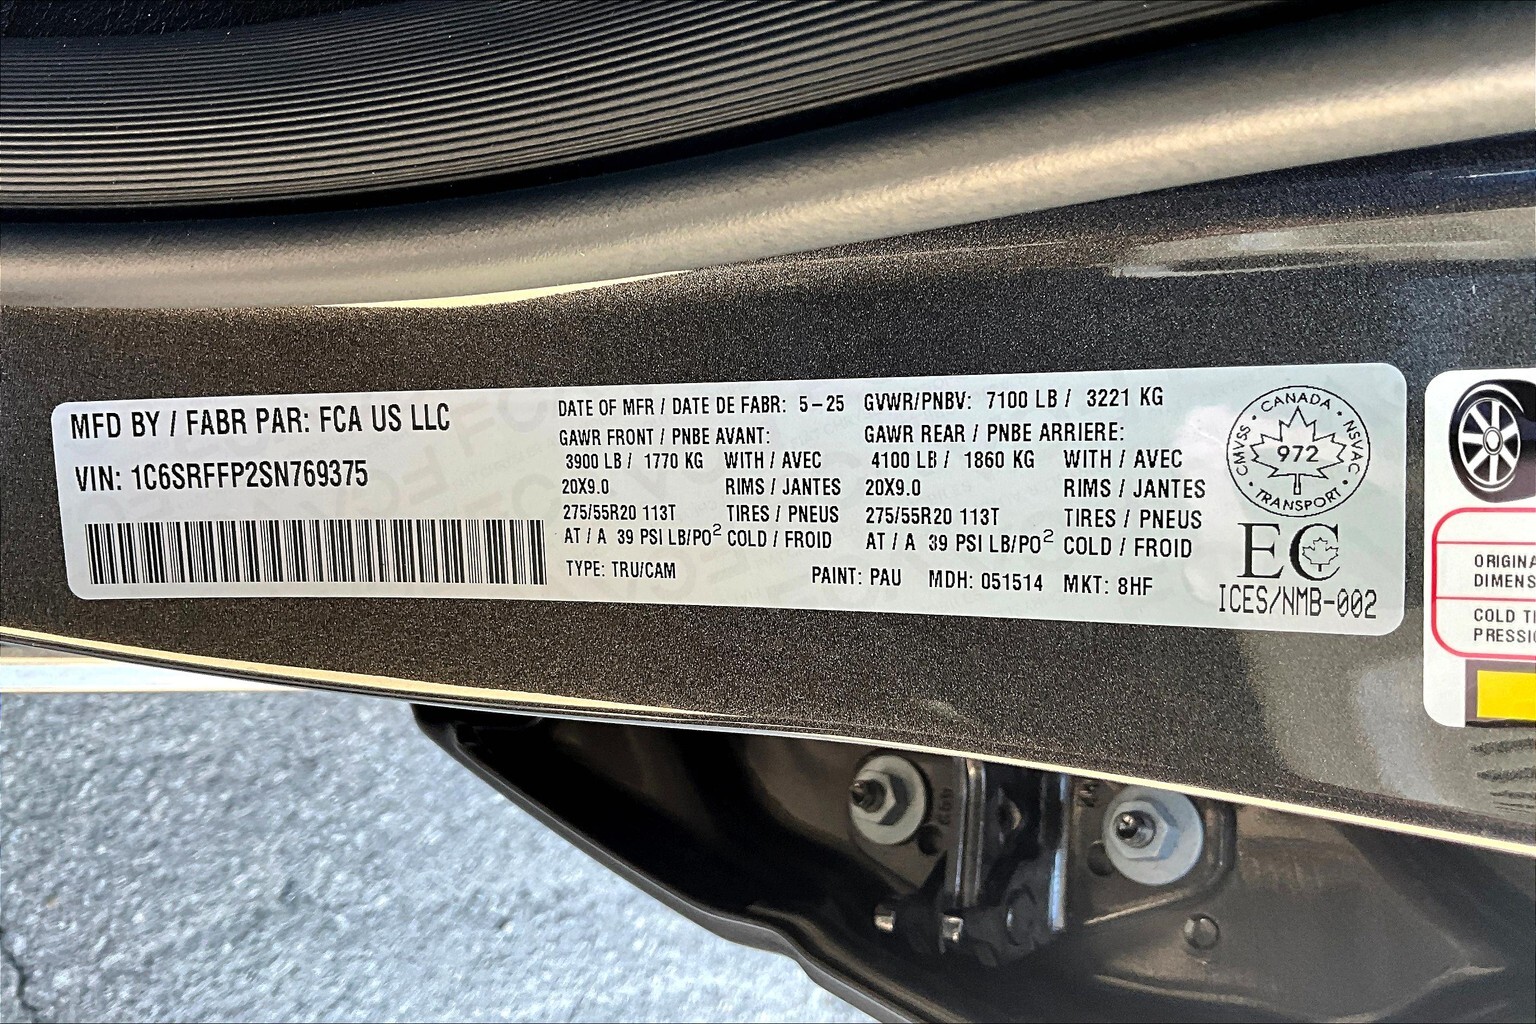 MFD BY / FABR PAR: FCA US LLC
VIN: 1C6SRFFP2SN769375
DATE OF MFR / DATE DE FABR: 5-25 GVWR/PNBV: 7100 LB / 3221 KG
GAWR FRONT / PNBE AVANT: GAWR REAR / PNBE ARRIERE:
3900 LB / 1770 KG WITH / AVEC 4100 LB / 1860 KG WITH / AVEC
20X9.0 RIMS / JANTES 20X9.0 RIMS / JANTES
275/55R20 113T TIRES / PNEUS 275/55R20 113T TIRES / PNEUS
AT / A 39 PSI LB/PO² COLD / FROID AT / A 39 PSI LB/PO² COLD / FROID
TYPE: TRU/CAM PAINT: PAU MDH: 051514 MKT: 8HF
CANADA
CMVSS 972 NSVAC
TRANSPORT
EC
ICES/NMB-002
ORIGINA
DIMENS
COLD TI
PRESSIO